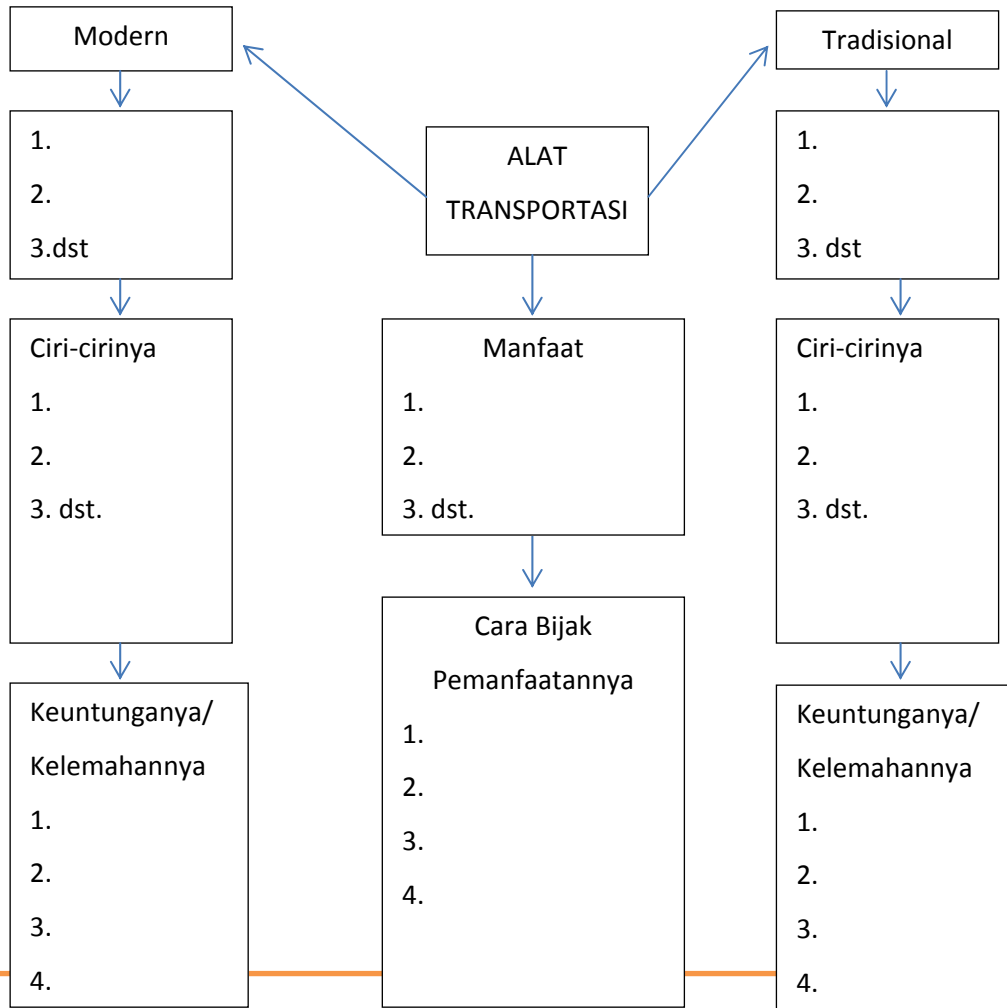 Modern
1.
2.
3.dst
Ciri-cirinya
1.
2.
3. dst.
Keuntunganya/
Kelemahannya
1.
2.
3.
4.
ALAT
TRANSPORTASI
Manfaat
1.
2.
3. dst.
Cara Bijak
Pemanfaatannya
1.
2.
3.
4.
Tradisional
1.
2.
3. dst
Ciri-cirinya
1.
2.
3. dst.
Keuntunganya/
Kelemahannya
1.
2.
3.
4.